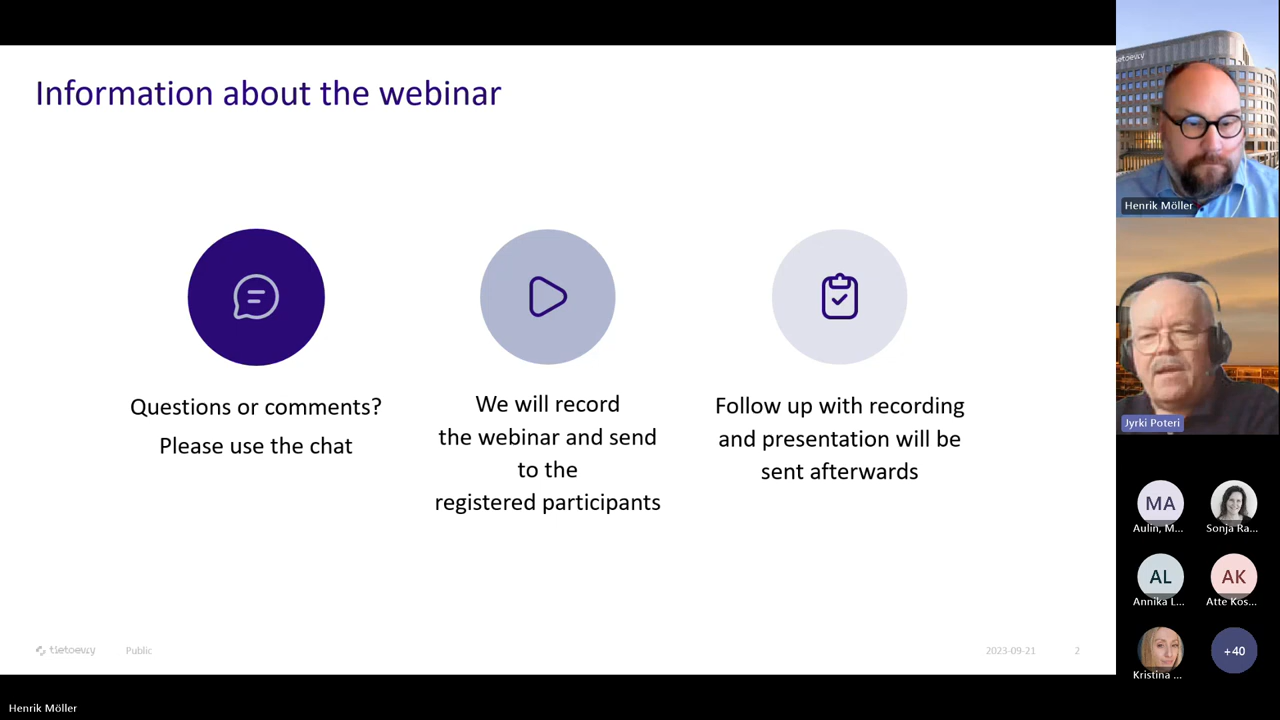 Information about the webinar
Questions or comments?
Please use the chat
We will record
the webinar and send
to the
registered participants
Follow up with recording
and presentation will be
sent afterwards
tietoevry
Public
2023-09-21
2
tietoevry
Henrik Möller
Jyrki Poteri
MA
Aulin, M...
Sonja Ra...
AL
Annika L...
AK
Atte Kos...
Kristina ...
+40
Henrik Möller